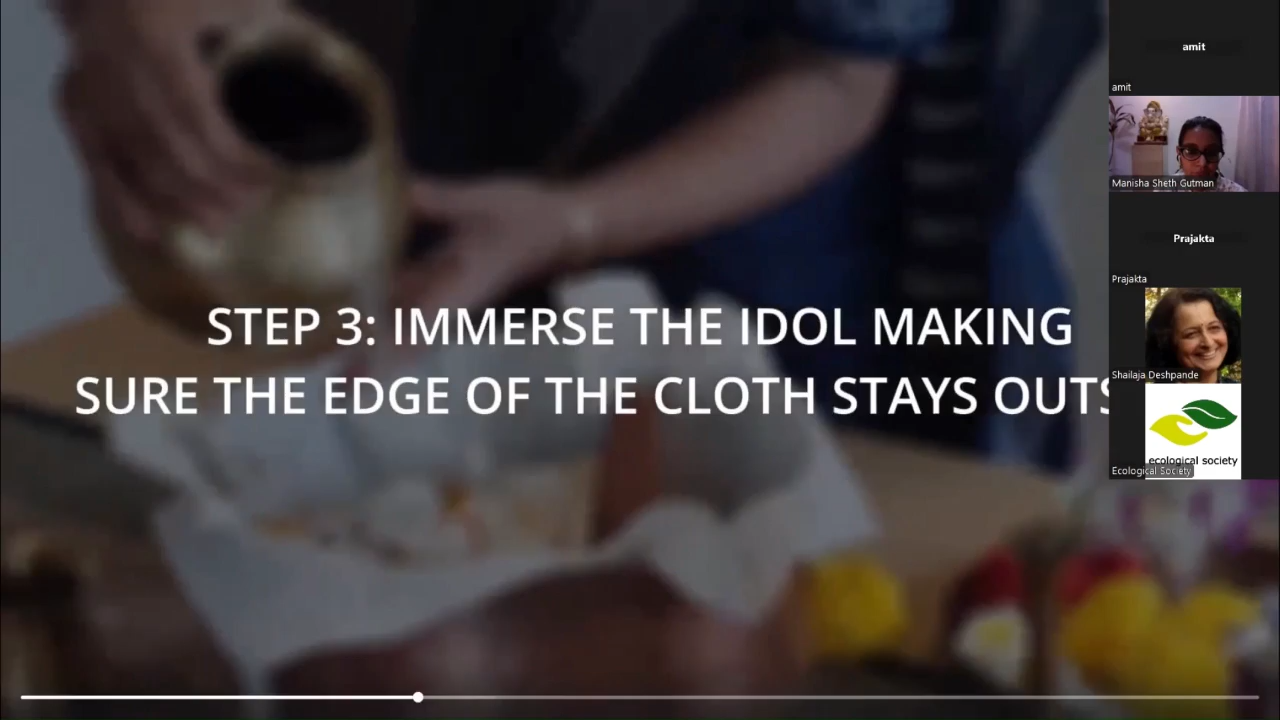 STEP 3: IMMERSE THE IDOL MAKING
SURE THE EDGE OF THE CLOTH STAYS OUTS
amit
amit
Manisha Sheth Gutman
Prajakta
Prajakta
Shailaja Deshpande
ecological society
Ecological Society